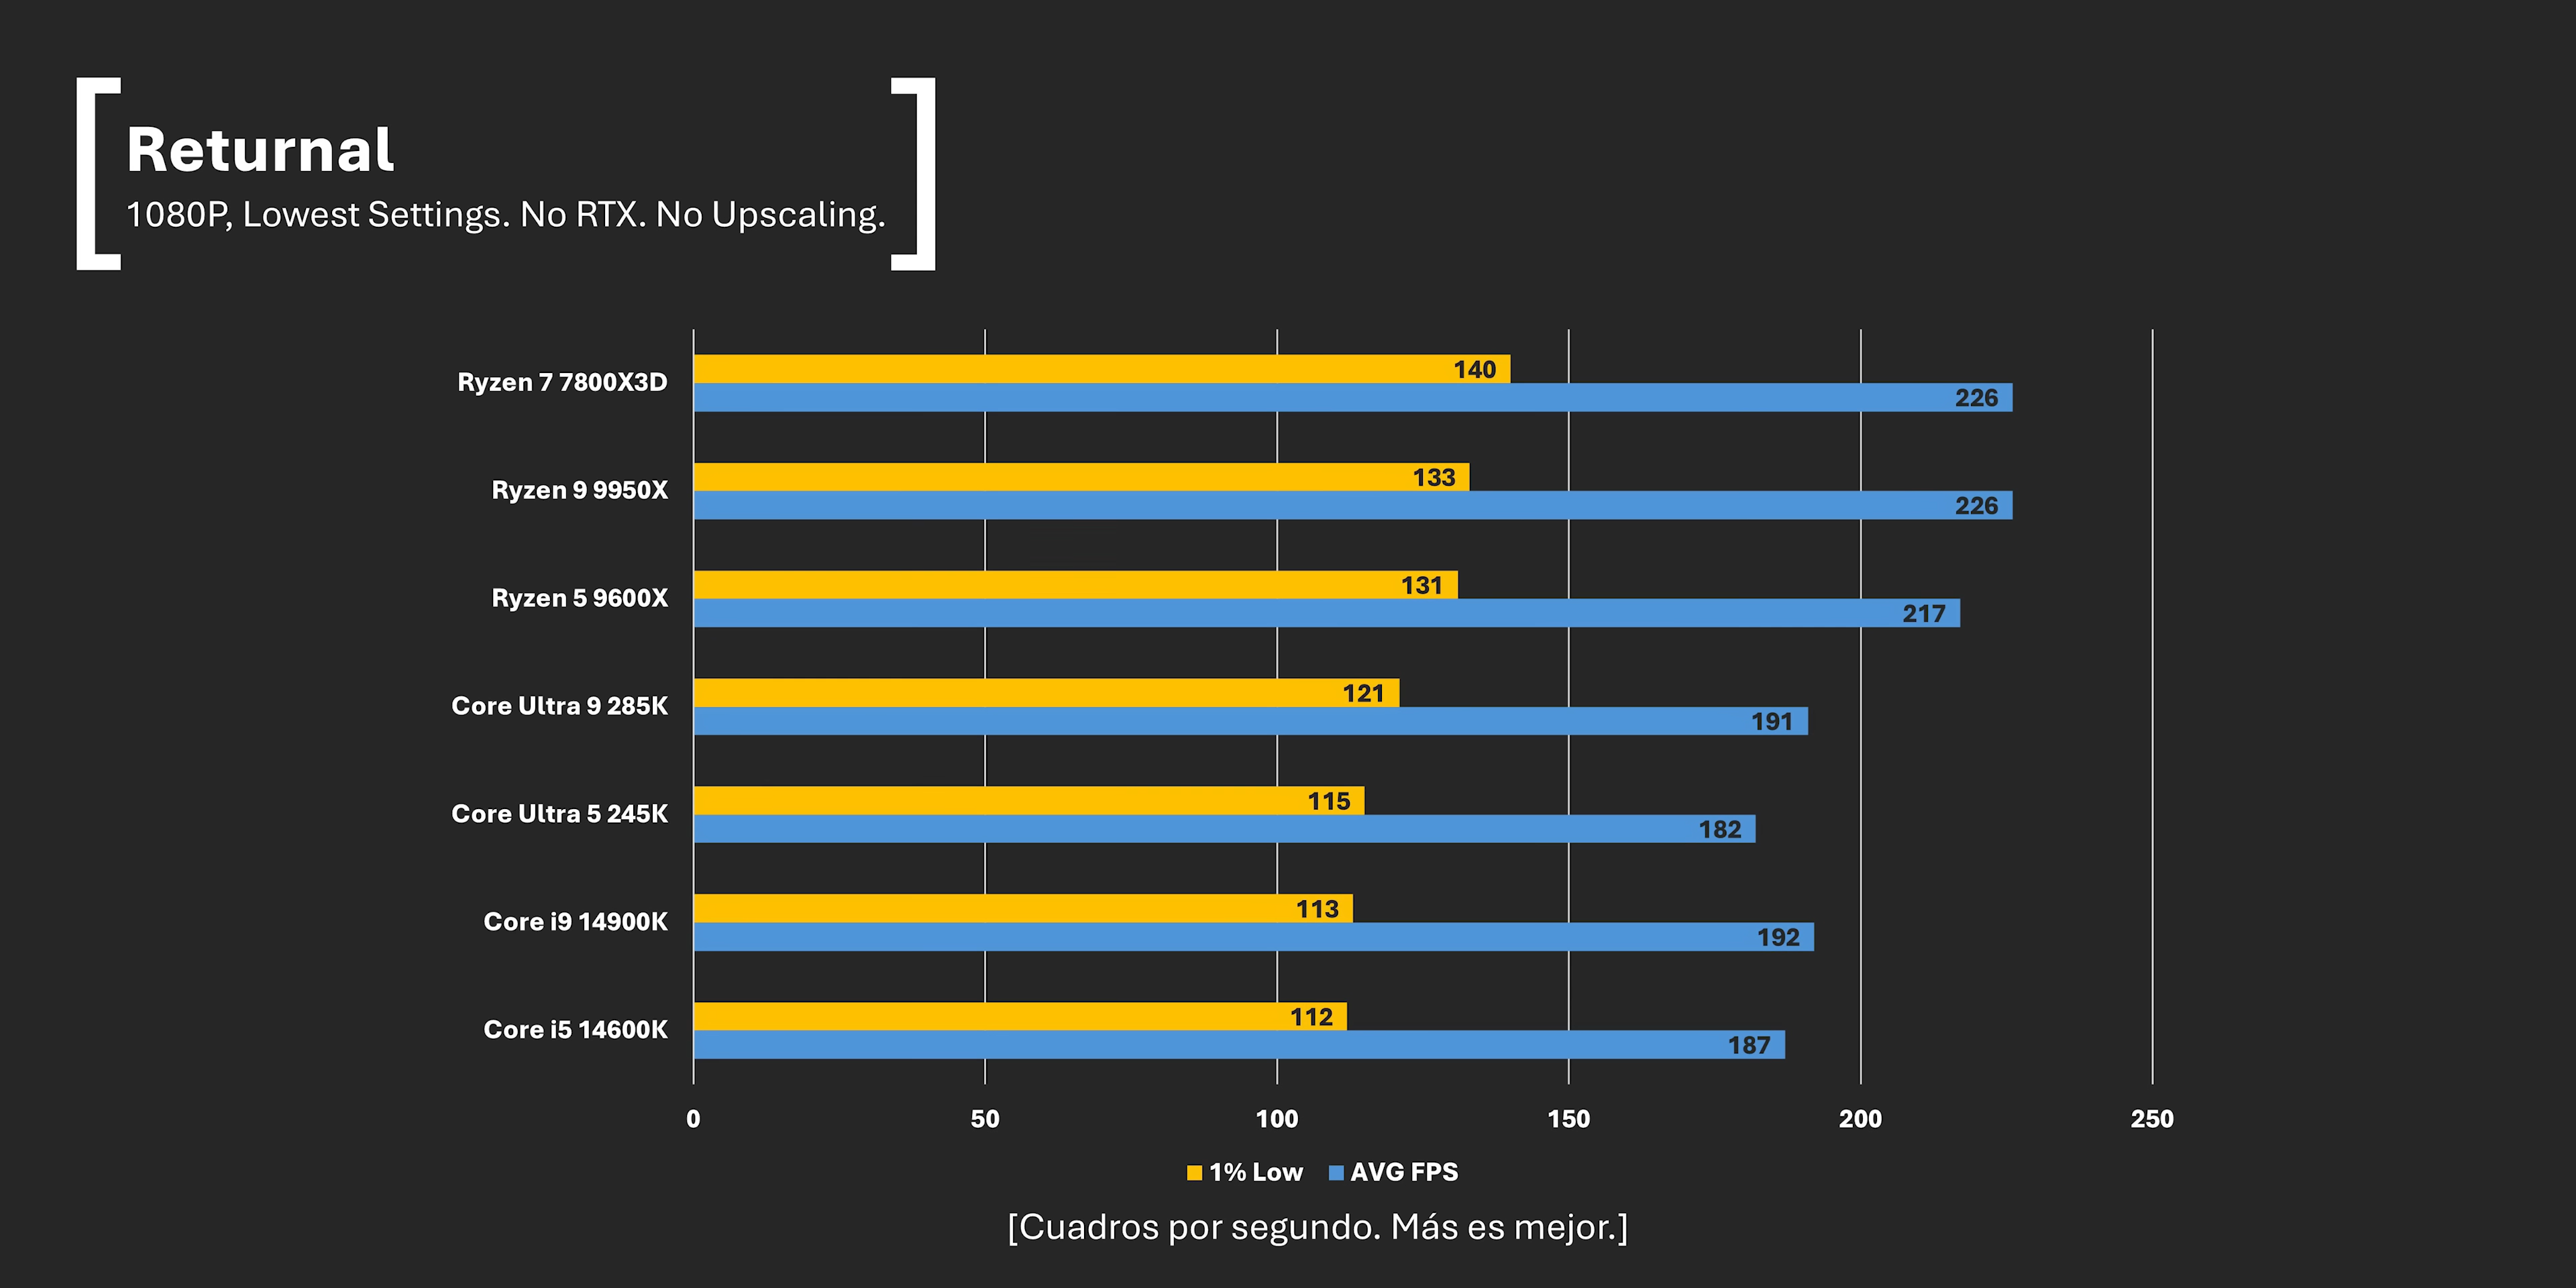 Returnal
1080P, Lowest Settings. No RTX. No Upscaling.
Ryzen 7 7800X3D
140
226
Ryzen 9 9950X
133
226
Ryzen 5 9600X
131
217
Core Ultra 9 285K
121
191
Core Ultra 5 245K
115
182
Core i9 14900K
113
192
Core i5 14600K
112
187
0 50 100 150 200 250
1% Low AVG FPS
[Cuadros por segundo. Más es mejor.]